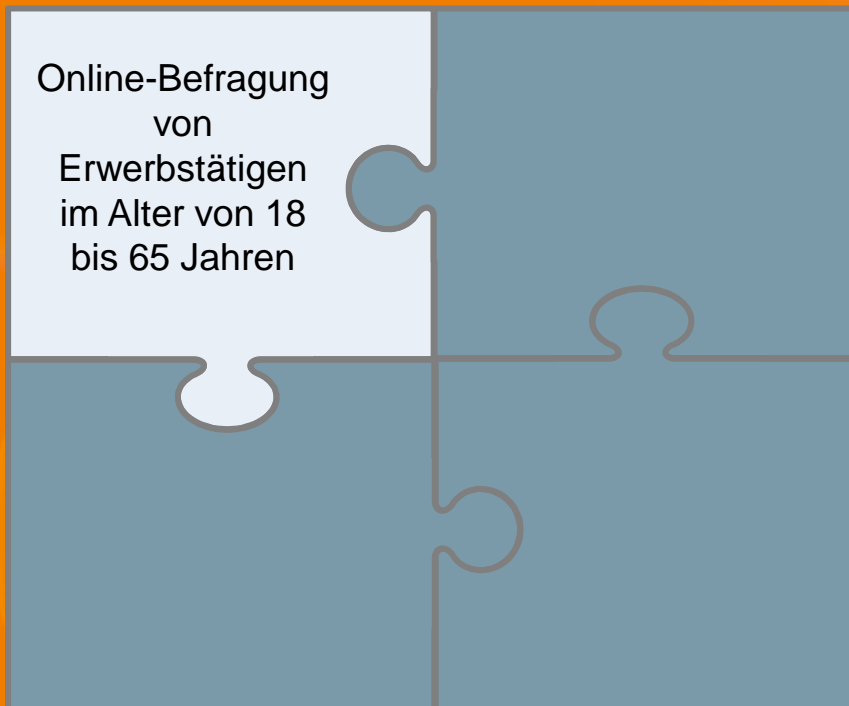 Online-Befragung
von
Erwerbstätigen
im Alter von 18
bis 65 Jahren